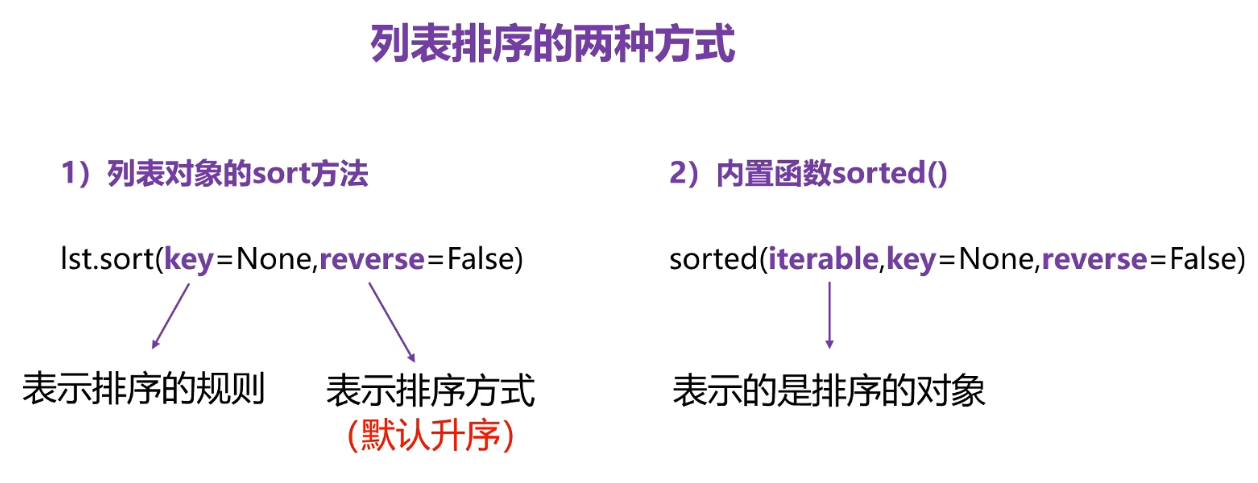 列表排序的两种方式
1）列表对象的sort方法
lst.sort(key=None,reverse=False)
表示排序的规则
表示排序方式
（默认升序）
2）内置函数sorted()
sorted(iterable,key=None,reverse=False)
表示的是排序的对象